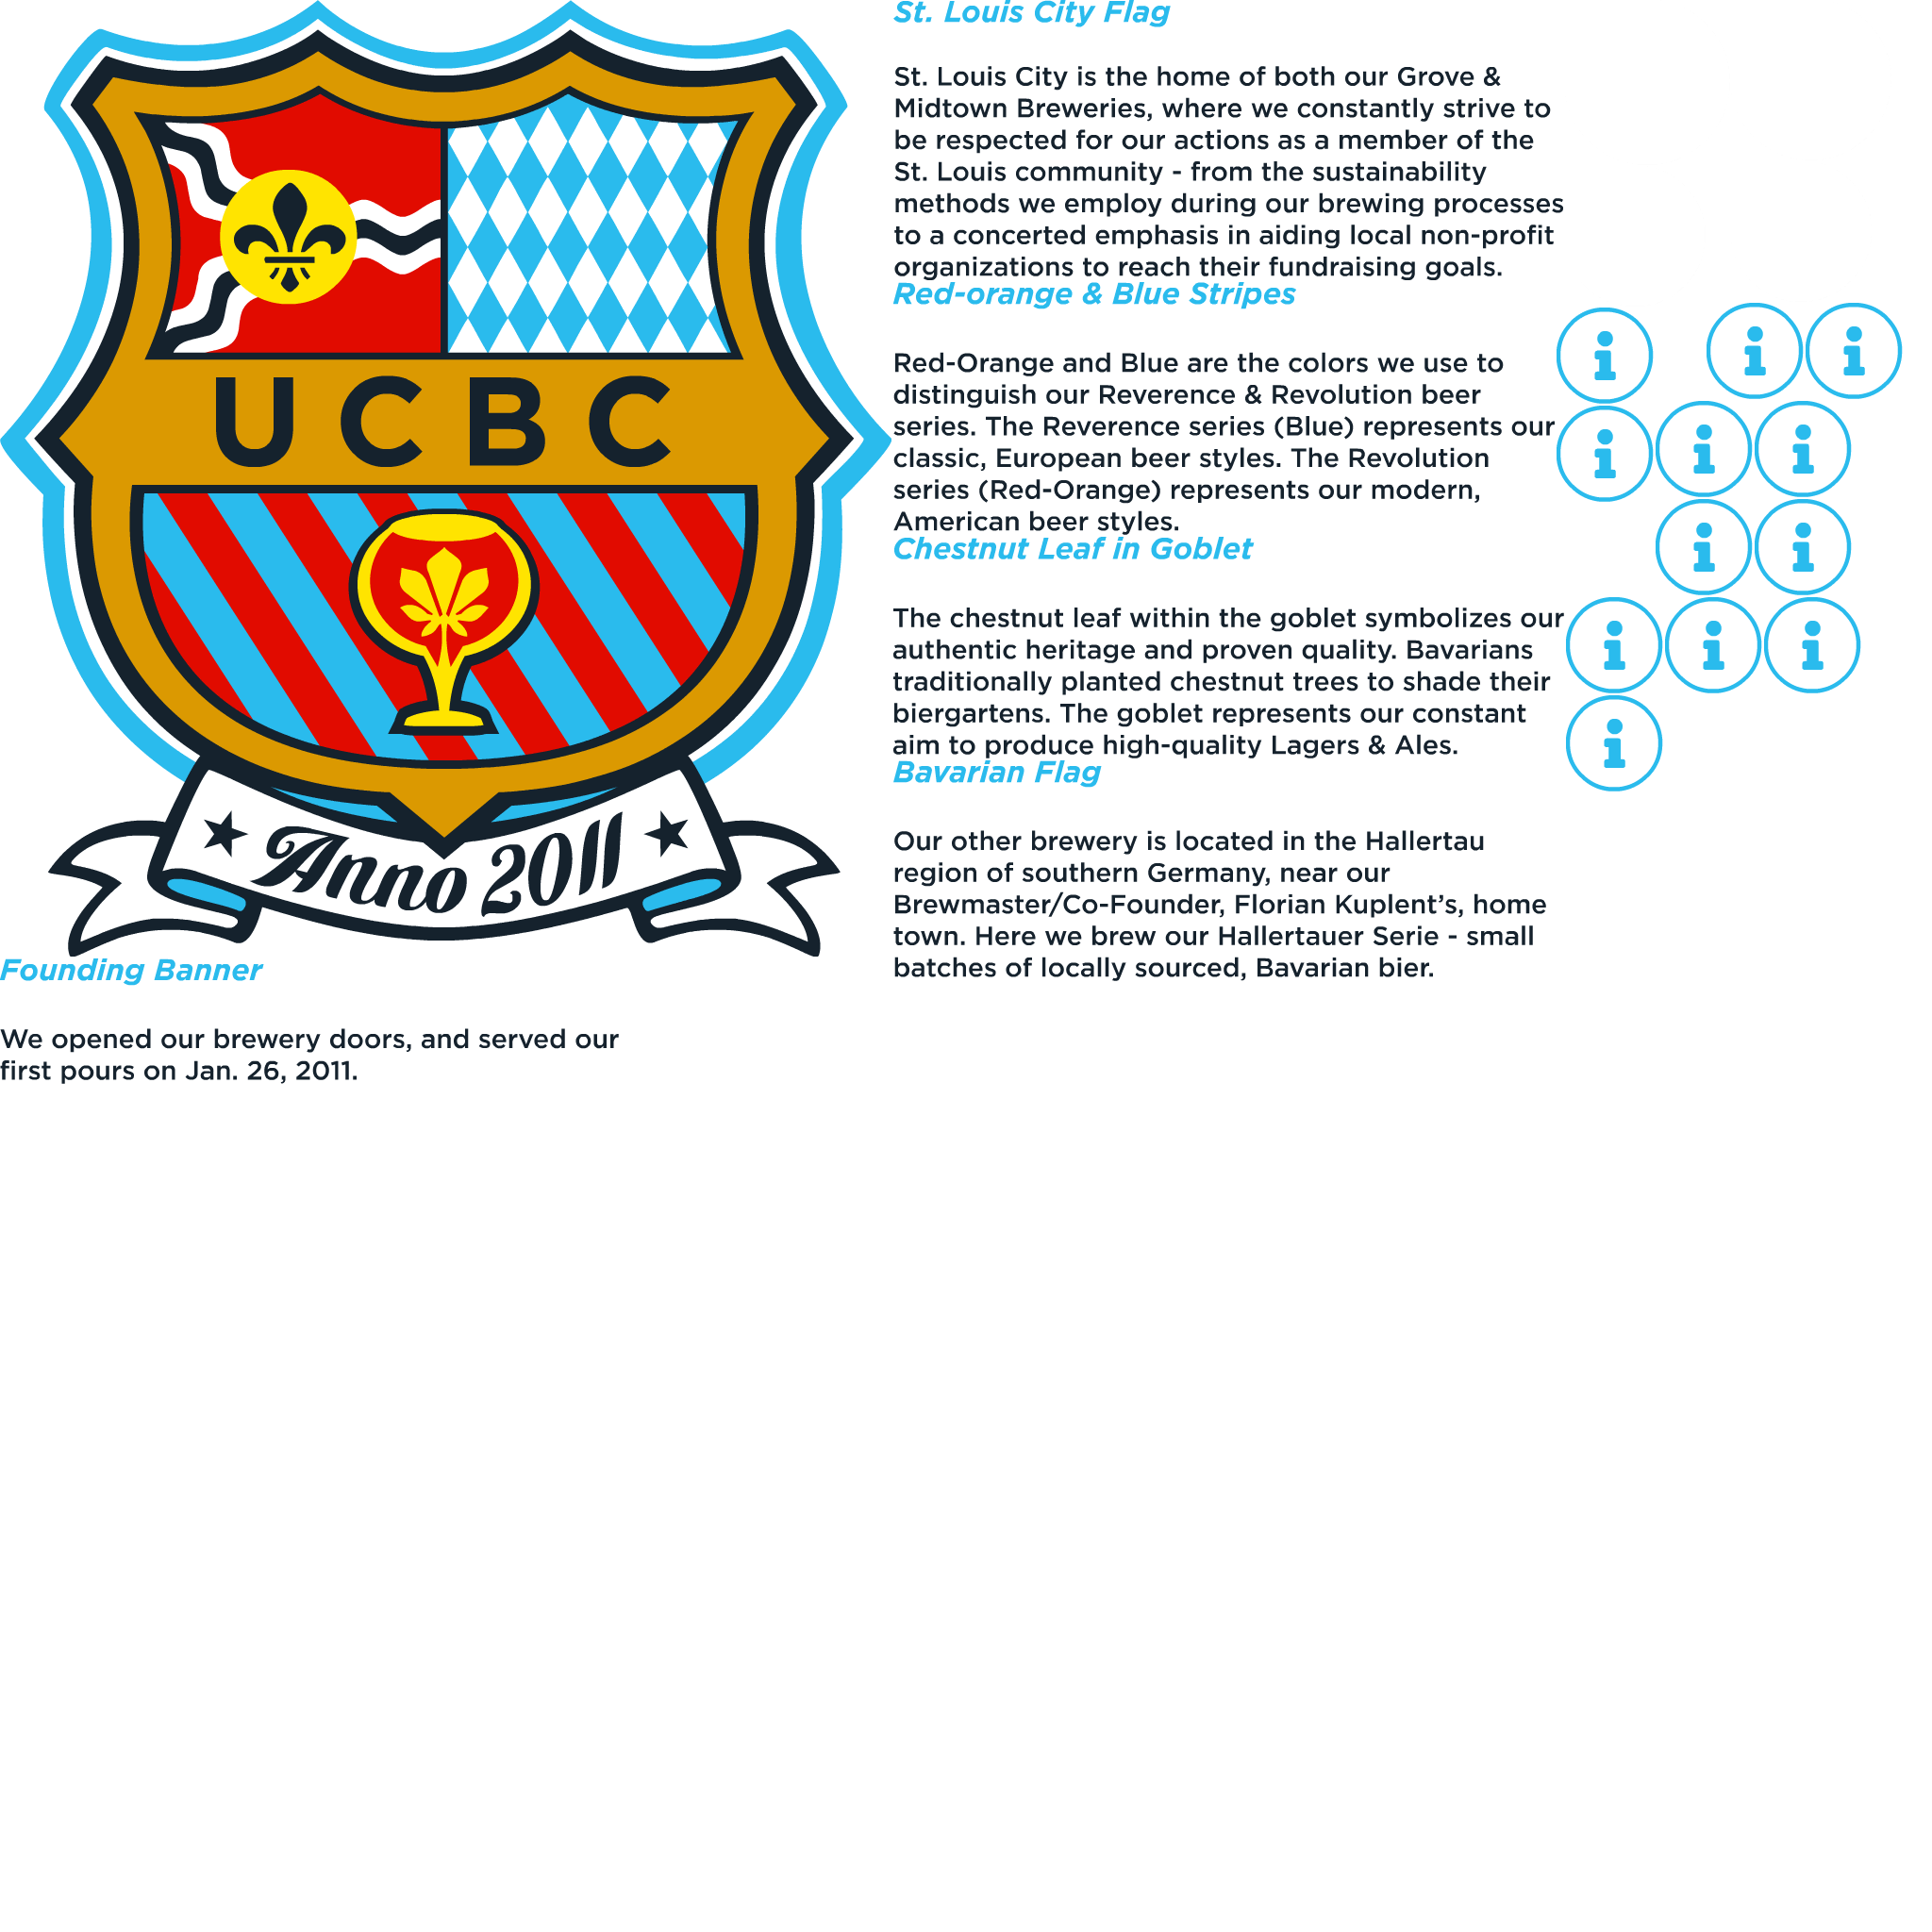 UCBC
Anno 2011
Founding Banner
We opened our brewery doors, and served our
first pours on Jan. 26, 2011.
St. Louis City Flag
St. Louis City is the home of both our Grove &
Midtown Breweries, where we constantly strive to
be respected for our actions as a member of the
St. Louis community - from the sustainability
methods we employ during our brewing processes
to a concerted emphasis in aiding local non-profit
organizations to reach their fundraising goals.
Red-orange & Blue Stripes
Red-Orange and Blue are the colors we use to
distinguish our Reverence & Revolution beer
series. The Reverence series (Blue) represents our
classic, European beer styles. The Revolution
series (Red-Orange) represents our modern,
American beer styles.
Chestnut Leaf in Goblet
The chestnut leaf within the goblet symbolizes our
authentic heritage and proven quality. Bavarians
traditionally planted chestnut trees to shade their
biergartens. The goblet represents our constant
aim to produce high-quality Lagers & Ales.
Bavarian Flag
Our other brewery is located in the Hallertau
region of southern Germany, near our
Brewmaster/Co-Founder, Florian Kuplent’s, home
town. Here we brew our Hallertauer Serie - small
batches of locally sourced, Bavarian bier.
i i i
i i i
i i
i i i
i